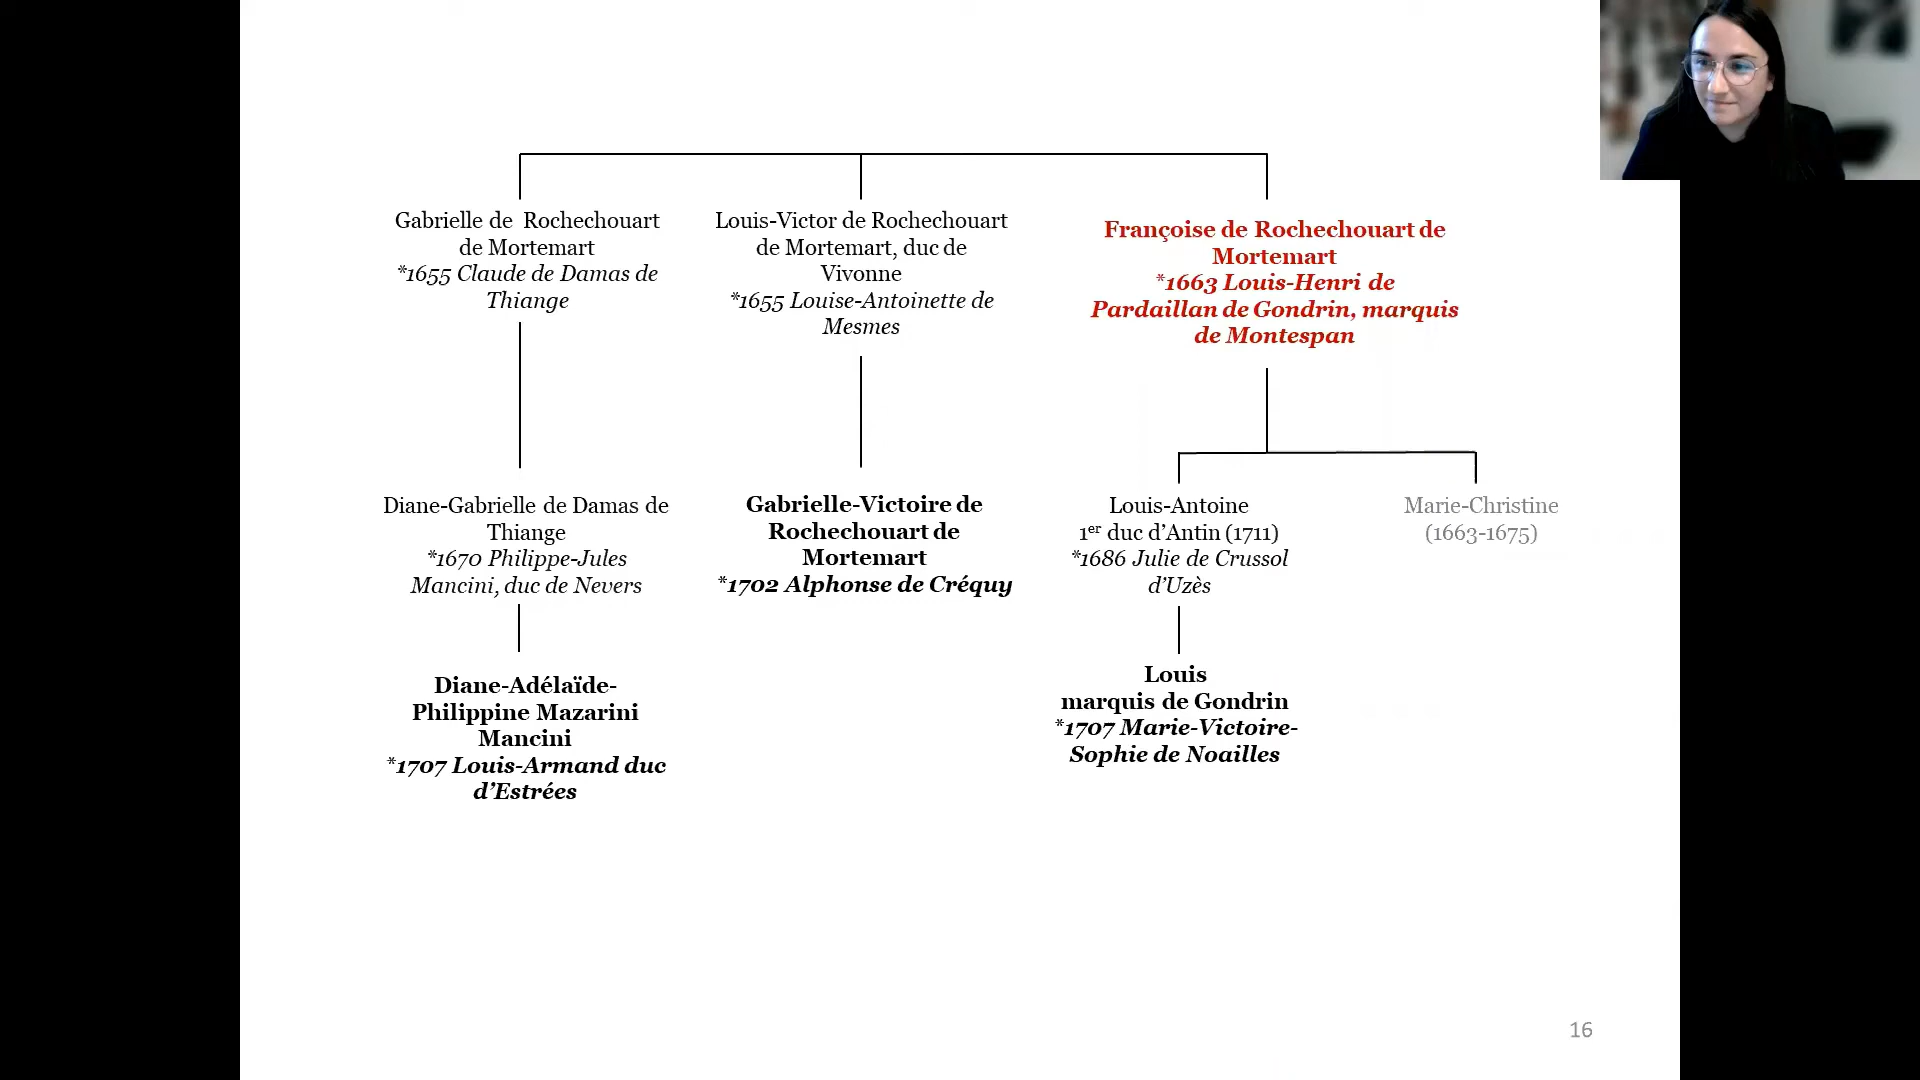 Gabrielle de Rochechouart
de Mortemart
*1655 Claude de Damas de
Thiange
Louis-Victor de Rochechouart
de Mortemart, duc de
Vivonne
*1655 Louise-Antoinette de
Mesmes
Françoise de Rochechouart de
Mortemart
*1663 Louis-Henri de
Pardaillan de Gondrin, marquis
de Montespan
Diane-Gabrielle de Damas de
Thiange
*1670 Philippe-Jules
Mancini, duc de Nevers
Gabrielle-Victoire de
Rochechouart de
Mortemart
*1702 Alphonse de Créquy
Louis-Antoine
1er duc d’Antin (1711)
*1686 Julie de Crussol
d’Uzès
Marie-Christine
(1663-1675)
Diane-Adélaïde-
Philippine Mazarini
Mancini
*1707 Louis-Armand duc
d’Estrées
Louis
marquis de Gondrin
*1707 Marie-Victoire-
Sophie de Noailles
16